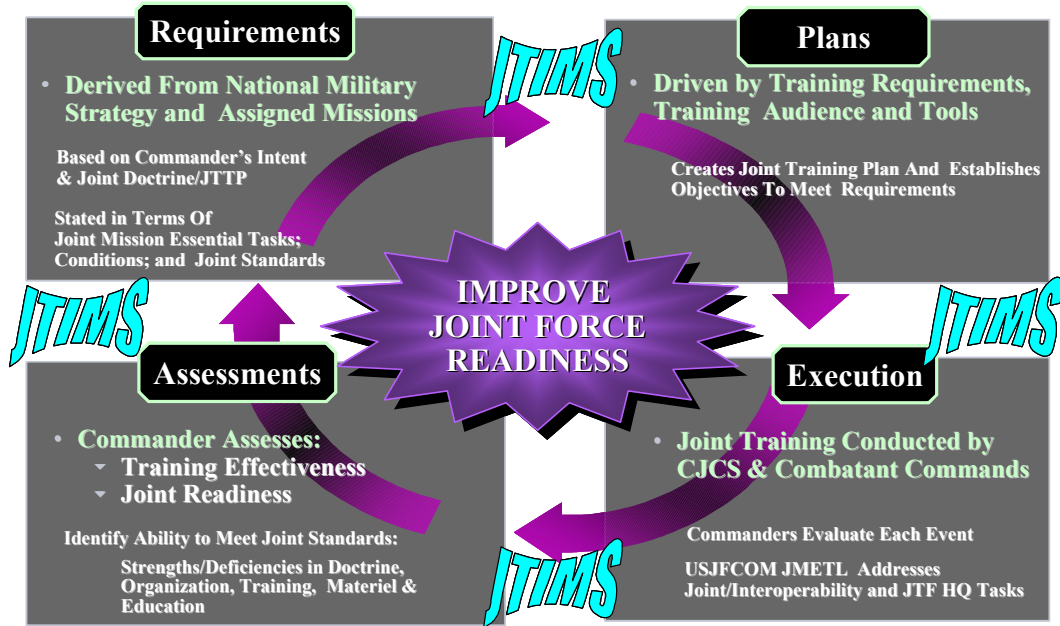 Requirements
• Derived From National Military
Strategy and Assigned Missions
Based on Commander's Intent
& Joint Doctrine/JTTP
Stated in Terms Of
Joint Mission Essential Tasks;
Conditions; and Joint Standards
JTIMS
Plans
• Driven by Training Requirements,
Training Audience and Tools
Creates Joint Training Plan And Establishes
Objectives To Meet Requirements
JTIMS
IMPROVE
JOINT FORCE
READINESS
JTIMS
Assessments
• Commander Assesses:
Training Effectiveness
Joint Readiness
Identify Ability to Meet Joint Standards:
Strengths/Deficiencies in Doctrine,
Organization, Training, Materiel &
Education
JTIMS
Execution
• Joint Training Conducted by
CJCS & Combatant Commands
Commanders Evaluate Each Event
USJFCOM JMETL Addresses
Joint/Interoperability and JTF HQ Tasks